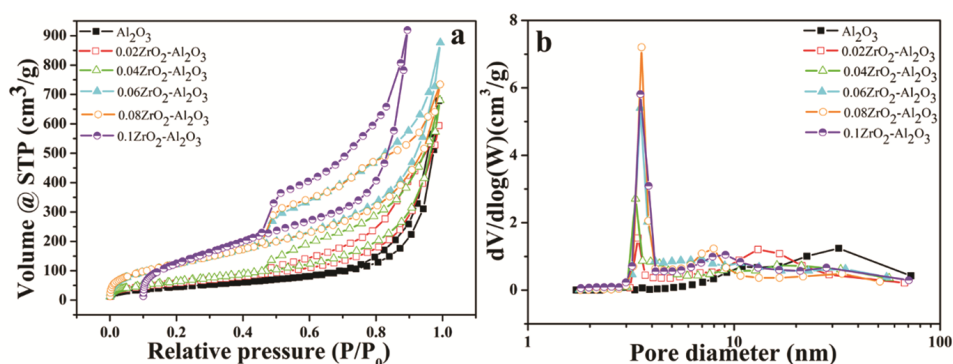 a
Al2O3
0.02ZrO2-Al2O3
0.04ZrO2-Al2O3
0.06ZrO2-Al2O3
0.08ZrO2-Al2O3
0.1ZrO2-Al2O3
Volume @ STP (cm3/g)
900
800
700
600
500
400
300
200
100
0
0.0 0.2 0.4 0.6 0.8 1.0
Relative pressure (P/P0)
b
Al2O3
0.02ZrO2-Al2O3
0.04ZrO2-Al2O3
0.06ZrO2-Al2O3
0.08ZrO2-Al2O3
0.1ZrO2-Al2O3
dV/dlog(W)(cm3/g)
8
6
4
2
0
1 10 100
Pore diameter (nm)